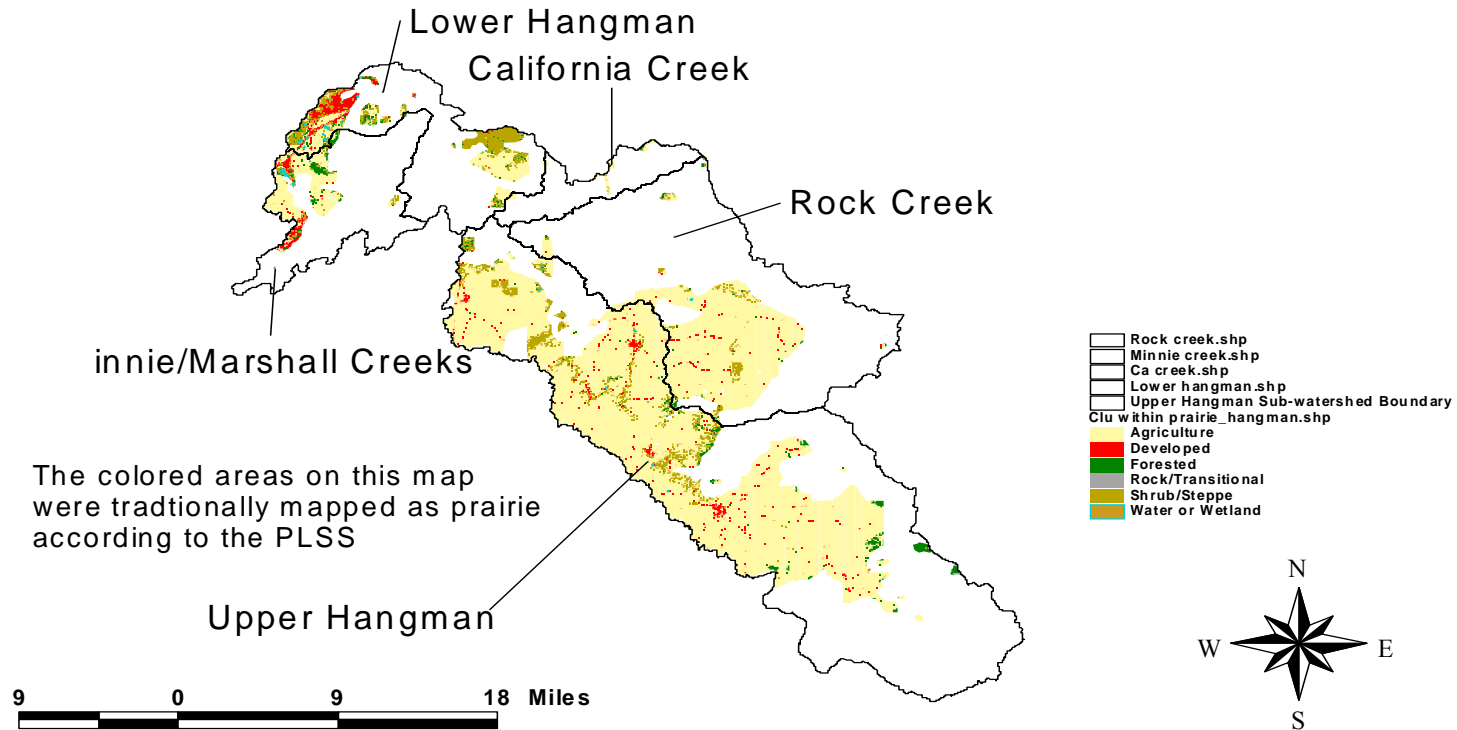 Lower Hangman
California Creek
Rock Creek
innie/Marshall Creeks
Rock creek.shp
Minnie creek.shp
Ca creek.shp
Lower hangman.shp
Upper Hangman Sub-watershed Boundary
Clu within prairie_hangman.shp
Agriculture
Developed
Forested
Rock/Transitional
Shrub/Steppe
Water or Wetland
The colored areas on this map
were tradtionally mapped as prairie
according to the PLSS
Upper Hangman
N
W E
S
9 0 9 18 Miles